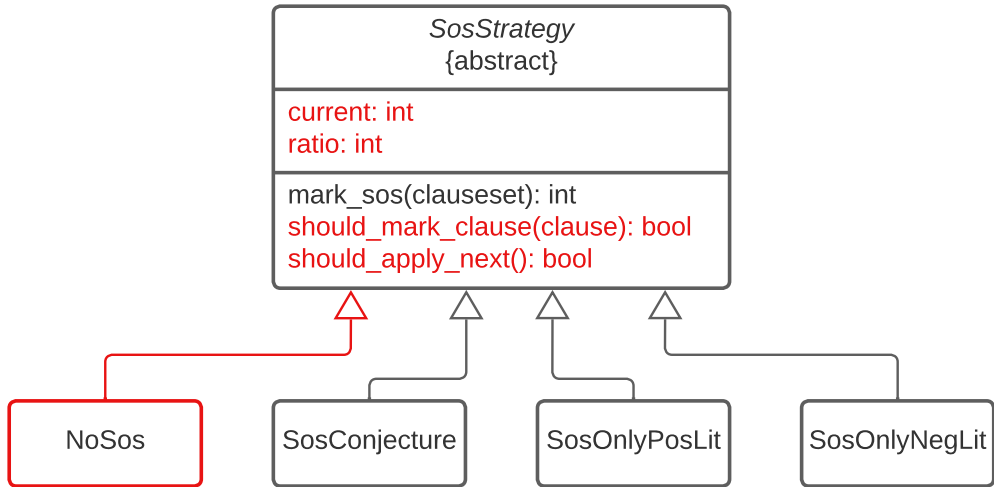 SosStrategy
{abstract}
current: int
ratio: int
mark_sos(clauseset): int
should_mark_clause(clause): bool
should_apply_next(): bool
NoSos
SosConjecture
SosOnlyPosLit
SosOnlyNegLit